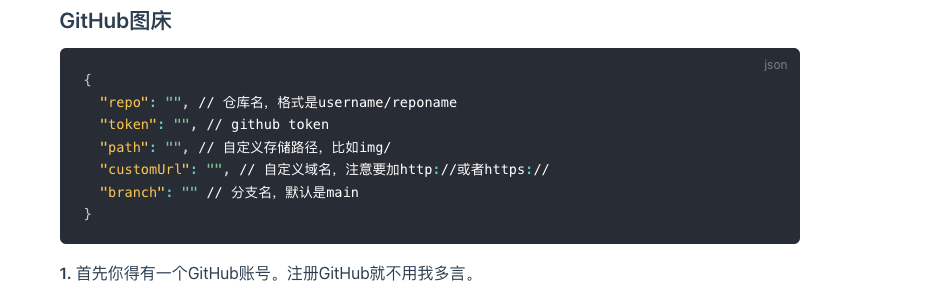 GitHub图床
json
{
"repo": "", // 仓库名，格式是username/reponame
"token": "", // github token
"path": "", // 自定义存储路径，比如img/
"customUrl": "", // 自定义域名，注意要加http://或者https://
"branch": "" // 分支名，默认是main
}
1. 首先你得有一个GitHub账号。注册GitHub就不用我多言。